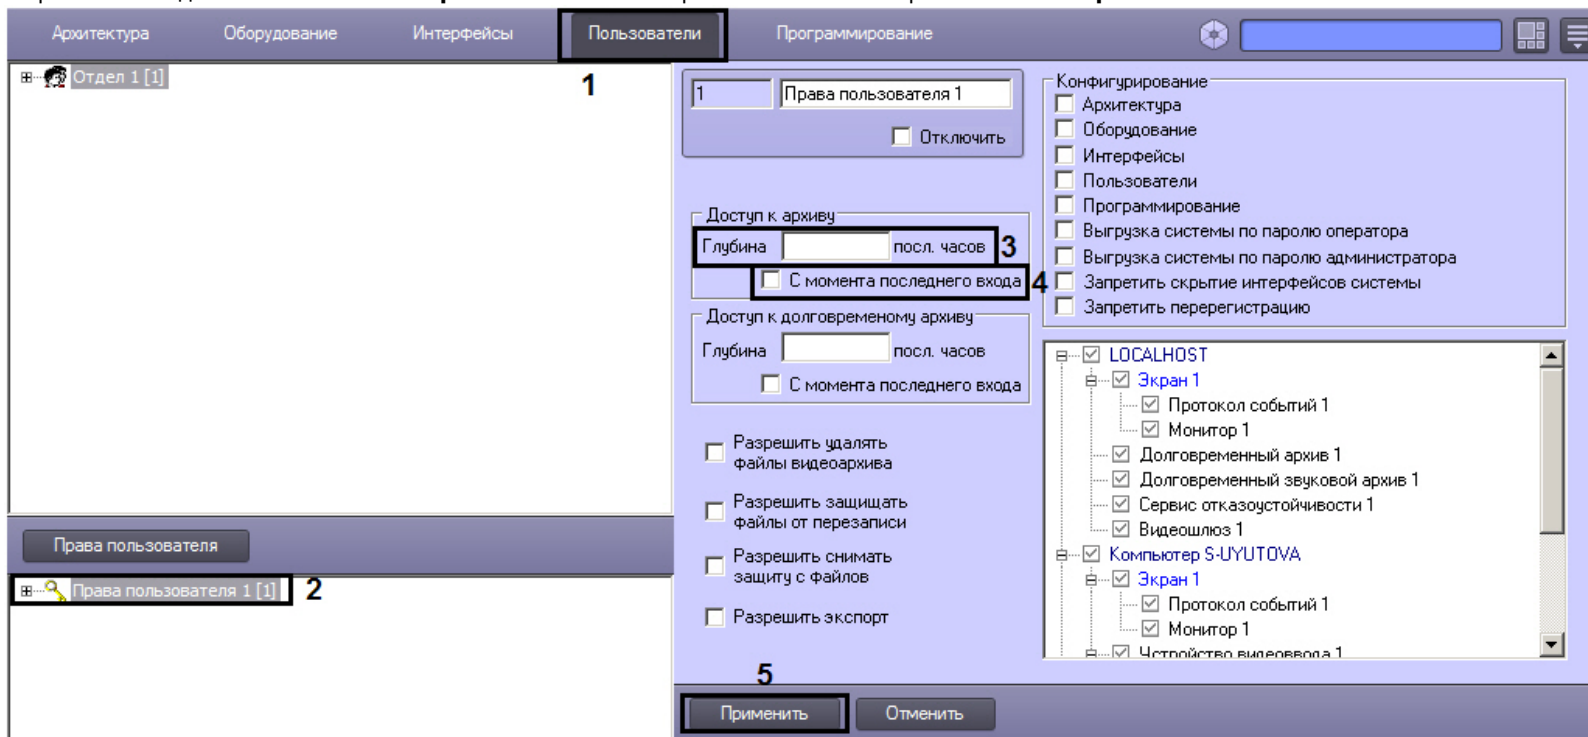 Архитектура Оборудование Интерфейсы Пользователи Программирование
1
Отдел 1 [1]
Права пользователя
Права пользователя 1 [1] 2
1 Права пользователя 1
Отключить
Доступ к архиву
Глубина посл. часов 3
С момента последнего входа 4
Доступ к долговременому архиву
Глубина посл. часов
С момента последнего входа
Разрешить удалять
файлы видеоархива
Разрешить защищать
файлы от перезаписи
Разрешить снимать
защиту с файлов
Разрешить экспорт
Конфигурирование
Архитектура
Оборудование
Интерфейсы
Пользователи
Программирование
Выгрузка системы по паролю оператора
Выгрузка системы по паролю администратора
Запретить скрытие интерфейсов системы
Запретить перерегистрацию
LOCALHOST
Экран 1
Протокол событий 1
Монитор 1
Долговременный архив 1
Долговременный звуковой архив 1
Сервис отказоустойчивости 1
Видеошлюз 1
Компьютер S-UYUTOVA
Экран 1
Протокол событий 1
Монитор 1
Устройство видеоввода 1
5
Применить Отменить